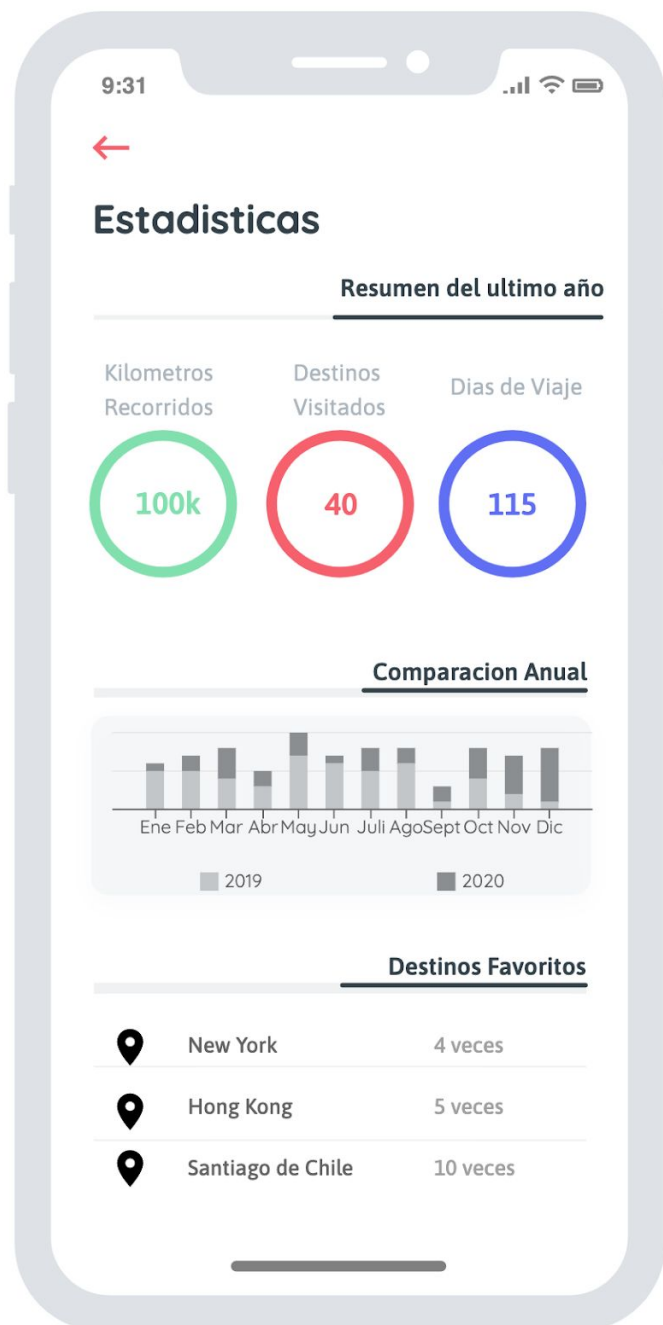 9:31
Estadisticas
Resumen del ultimo año
Kilometros
Recorridos
Destinos
Visitados
Dias de Viaje
100k
40
115
Comparacion Anual
Ene Feb Mar Abr May Jun Juli Ago Sept Oct Nov Dic
2019
2020
Destinos Favoritos
New York 4 veces
Hong Kong 5 veces
Santiago de Chile 10 veces